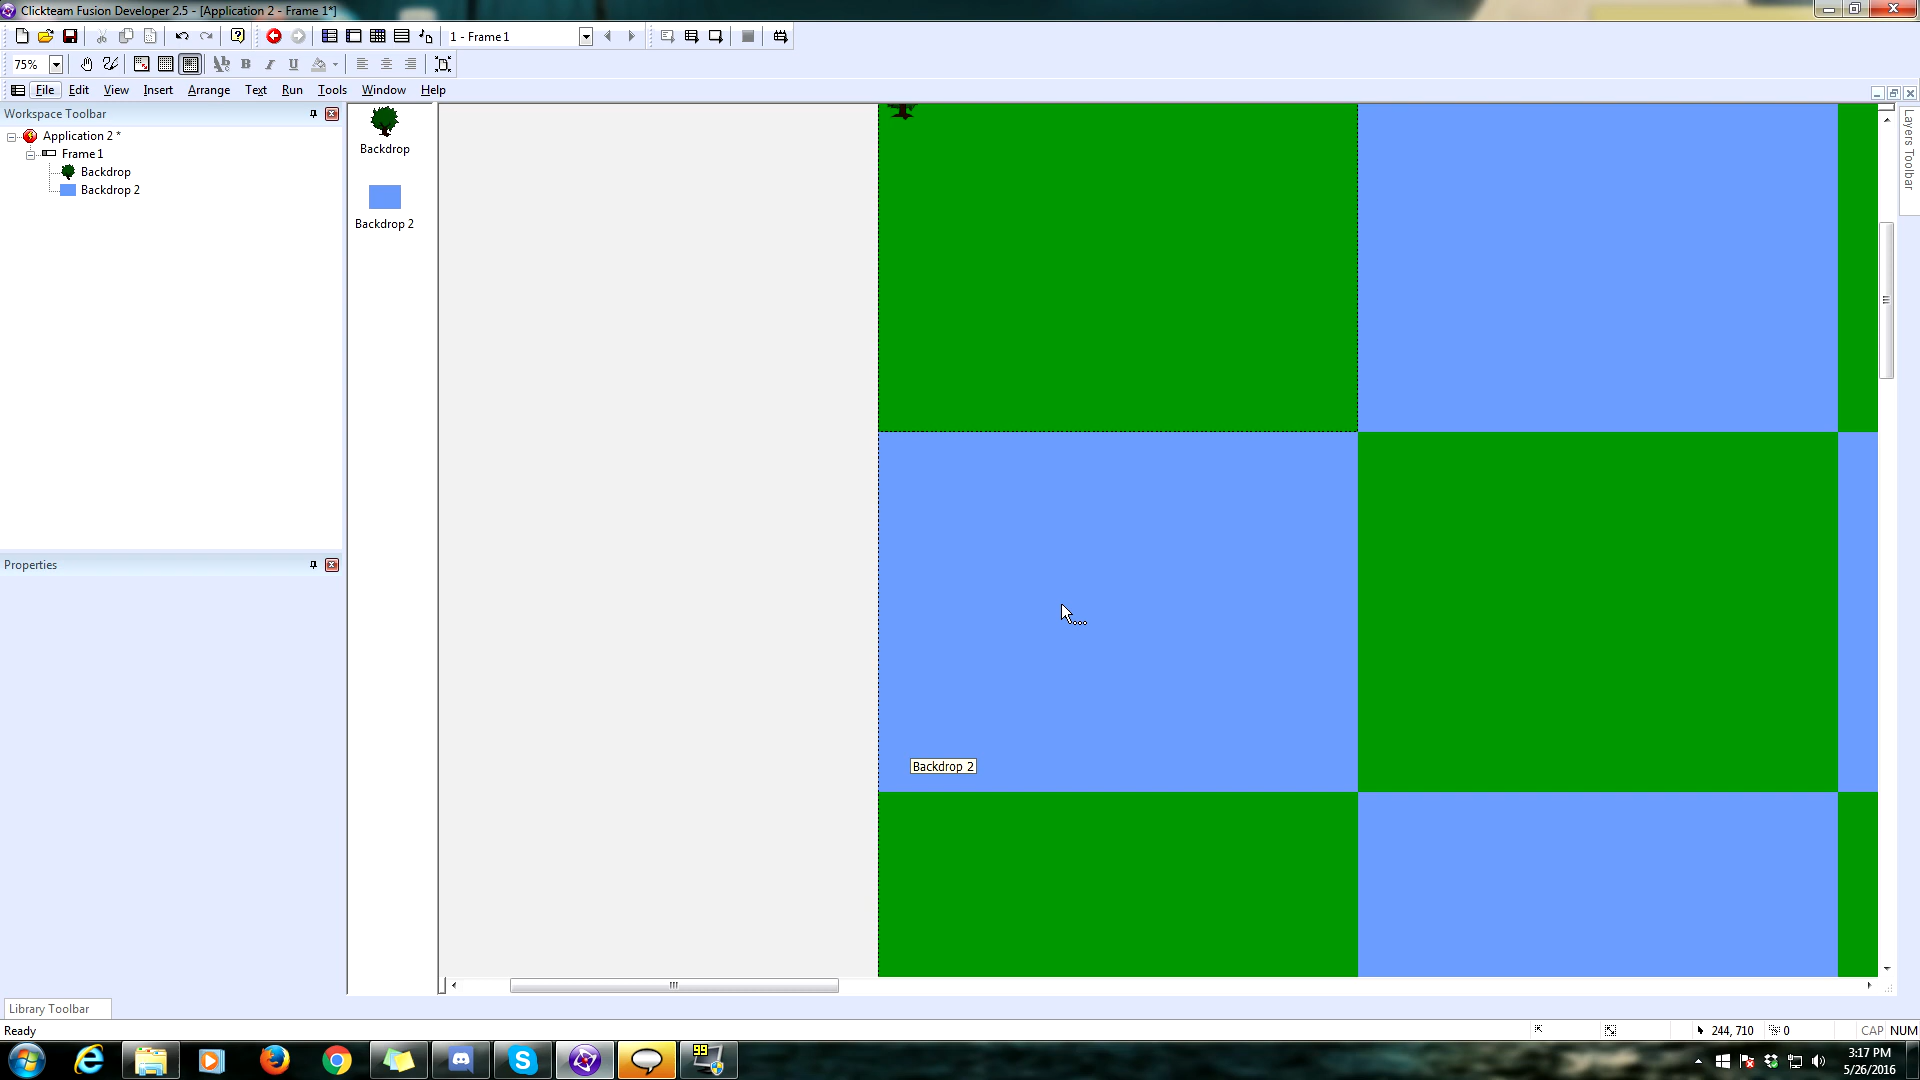 Clickteam Fusion Developer 2.5 - [Application 2 - Frame 1*]
1 - Frame 1
75%
File Edit View Insert Arrange Text Run Tools Window Help
Workspace Toolbar
Application 2 *
Frame 1
Backdrop
Backdrop 2
Backdrop
Backdrop 2
Layers Toolbar
Properties
Backdrop 2
Library Toolbar
Ready
244, 710
0
CAP NUM
99
3:17 PM
5/26/2016